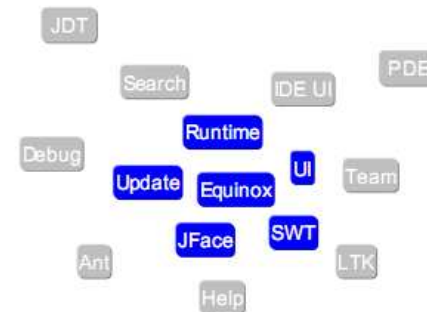 JDT
PDE
Search
IDE UI
Runtime
Debug
UI
Team
Update
Equinox
JFace
SWT
Ant
LTK
Help